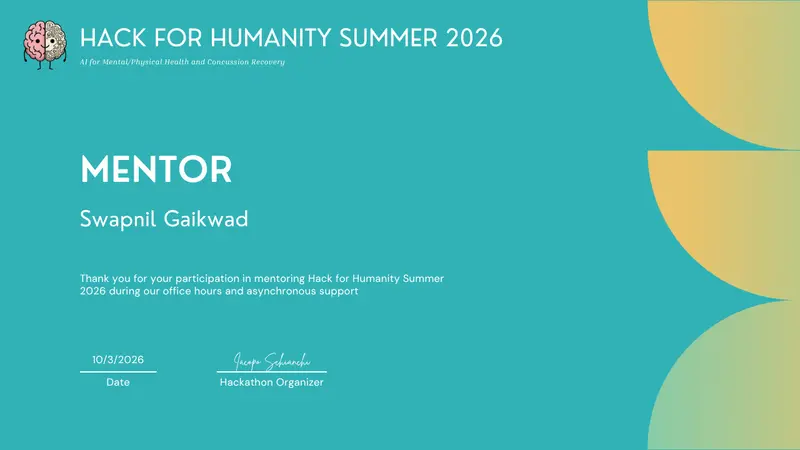 HACK FOR HUMANITY SUMMER 2026
AI for Mental/Physical Health and Concussion Recovery
MENTOR
Swapnil Gaikwad
Thank you for your participation in mentoring Hack for Humanity Summer
2026 during our office hours and asynchronous support
10/3/2026
Date
Iacopo Schianchi
Hackathon Organizer